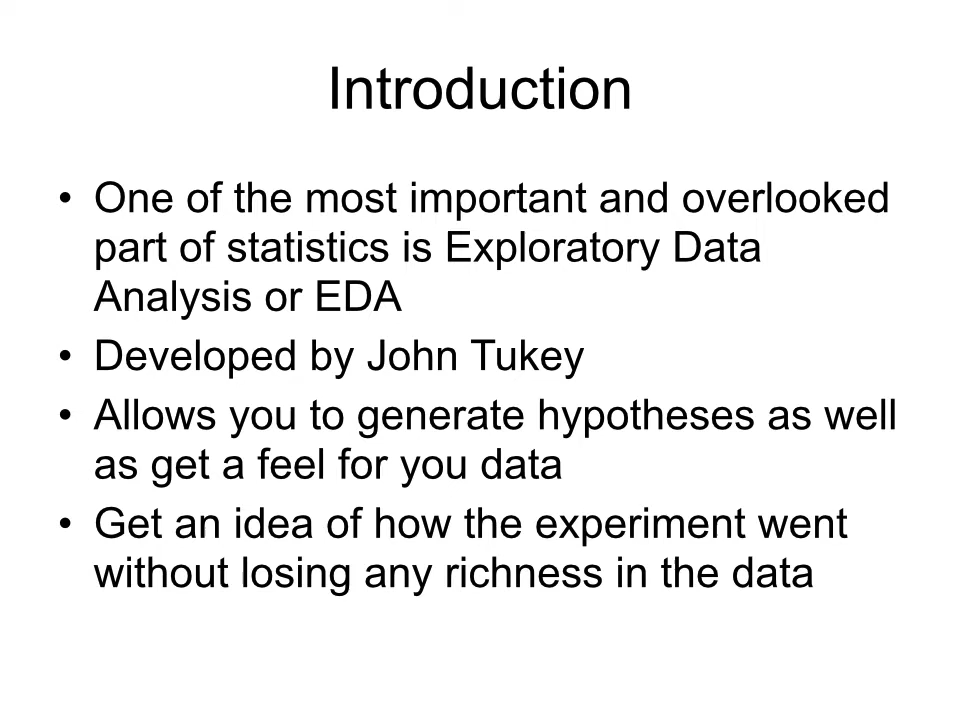 Introduction
• One of the most important and overlooked
part of statistics is Exploratory Data
Analysis or EDA
• Developed by John Tukey
• Allows you to generate hypotheses as well
as get a feel for you data
• Get an idea of how the experiment went
without losing any richness in the data